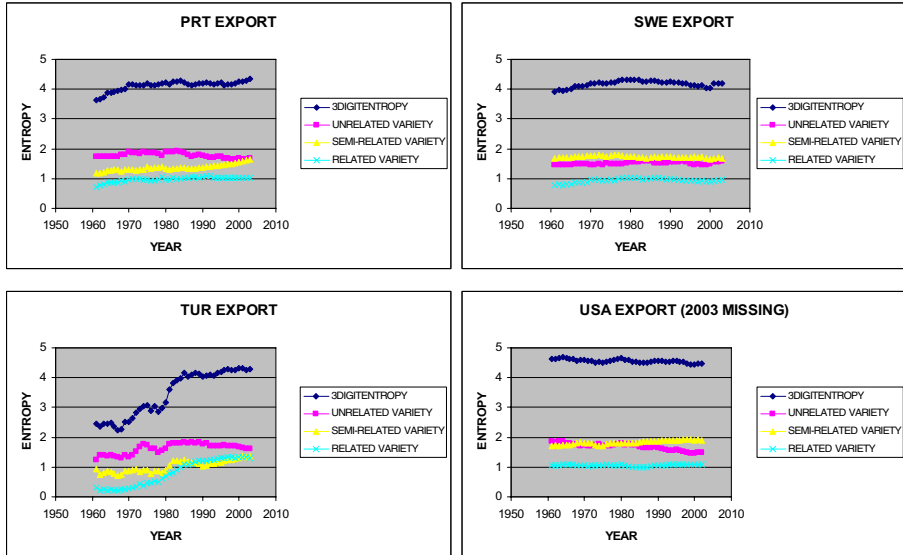 PRT EXPORT
5
4
3
2
1
0
1950 1960 1970 1980 1990 2000 2010
YEAR
ENTROPY
3DIGITENTROPY
UNRELATED VARIETY
SEMI-RELATED VARIETY
RELATED VARIETY
SWE EXPORT
5
4
3
2
1
0
1950 1960 1970 1980 1990 2000 2010
YEAR
ENTROPY
3DIGITENTROPY
UNRELATED VARIETY
SEMI-RELATED VARIETY
RELATED VARIETY
TUR EXPORT
5
4
3
2
1
0
1950 1960 1970 1980 1990 2000 2010
YEAR
ENTROPY
3DIGITENTROPY
UNRELATED VARIETY
SEMI-RELATED VARIETY
RELATED VARIETY
USA EXPORT (2003 MISSING)
5
4
3
2
1
0
1950 1960 1970 1980 1990 2000 2010
YEAR
ENTROPY
3DIGITENTROPY
UNRELATED VARIETY
SEMI-RELATED VARIETY
RELATED VARIETY